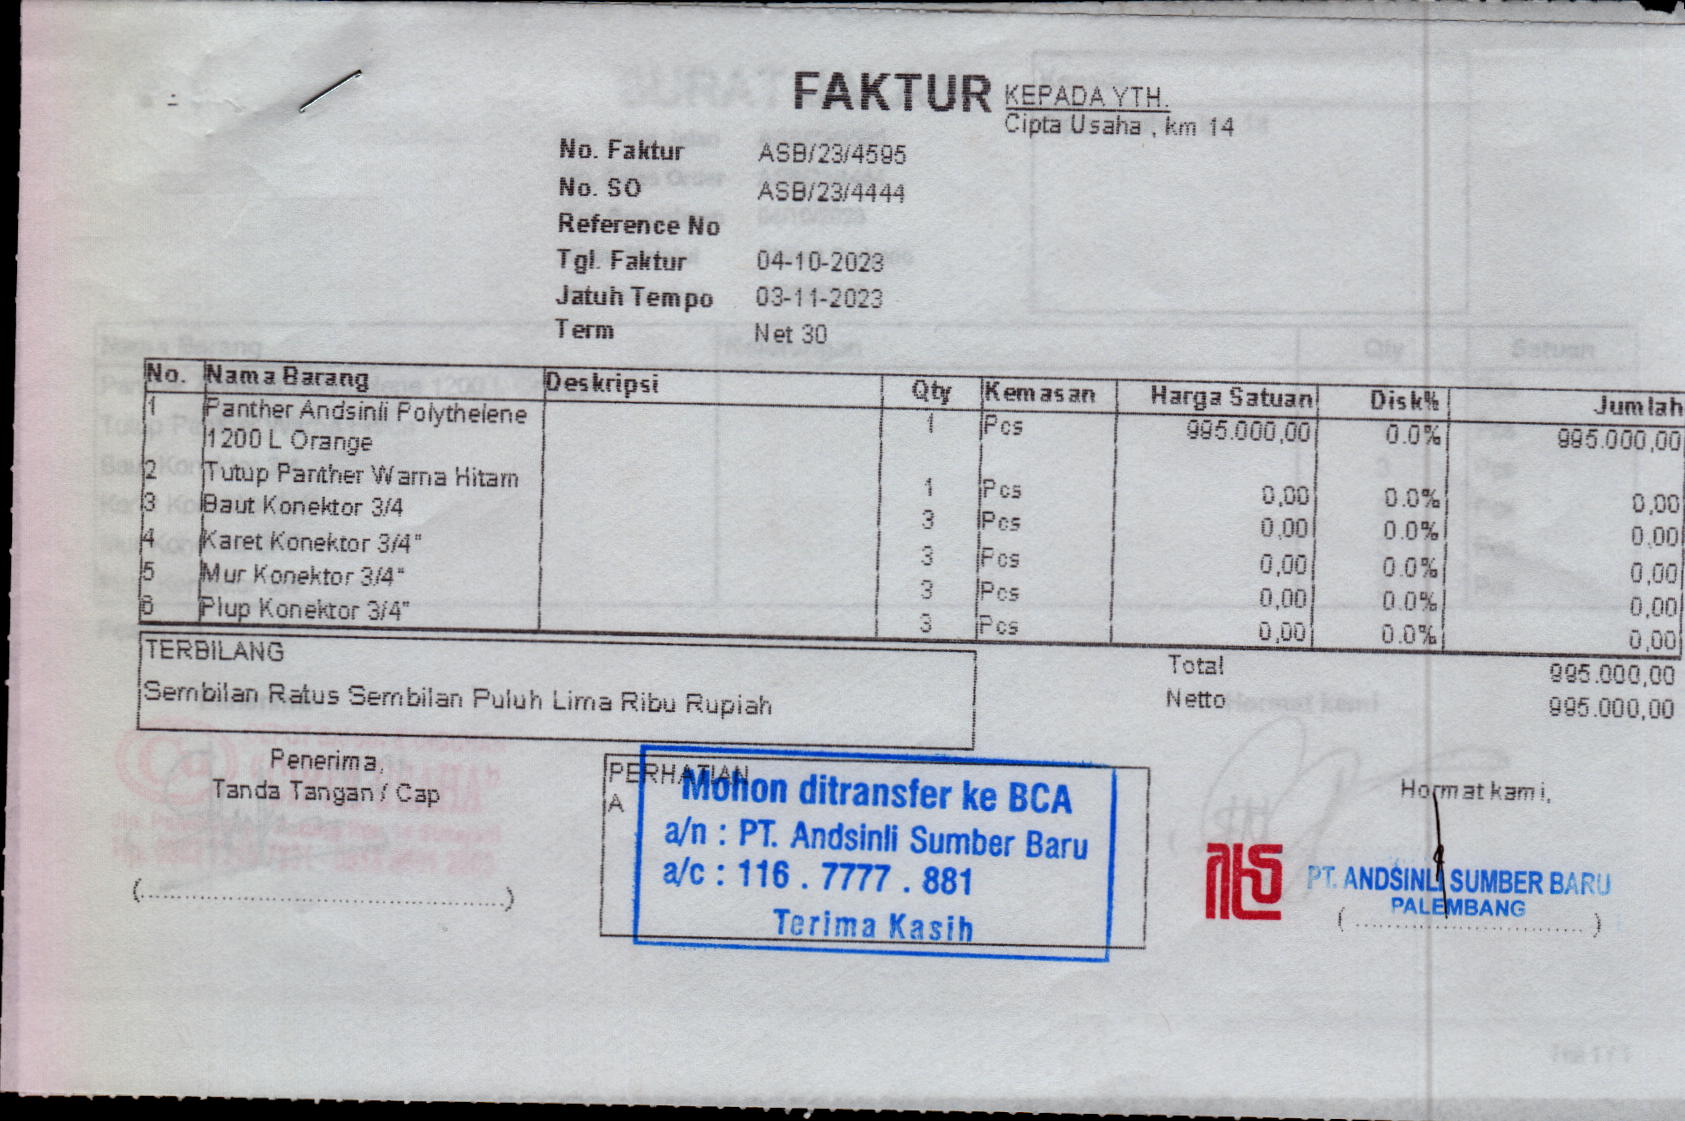 FAKTUR
KEPADA YTH.
Cipta Usaha , km 14
No. Faktur ASB/23/4595
No. SO ASB/23/4444
Reference No
Tgl. Faktur 04-10-2023
Jatuh Tempo 03-11-2023
Term Net 30
No. Nama Barang Deskripsi Qty Kemasan Harga Satuan Disk% Jumlah
1 Panther Andsinli Polythelene 1 Pcs 995.000,00 0.0% 995.000,00
1200 L Orange
2 Tutup Panther Warna Hitam 1 Pcs 0,00 0.0% 0,00
3 Baut Konektor 3/4 3 Pcs 0,00 0.0% 0,00
4 Karet Konektor 3/4" 3 Pcs 0,00 0.0% 0,00
5 Mur Konektor 3/4" 3 Pcs 0,00 0.0% 0,00
6 Plup Konektor 3/4" 3 Pcs 0,00 0.0% 0,00
TERBILANG
Sembilan Ratus Sembilan Puluh Lima Ribu Rupiah
Total 995.000,00
Netto 995.000,00
Penerima,
Tanda Tangan / Cap
PERHATIAN
A
Mohon ditransfer ke BCA
a/n : PT. Andsinli Sumber Baru
a/c : 116 . 7777 . 881
Terima Kasih
Hormat kami,
PT. ANDSINLI SUMBER BARU
PALEMBANG